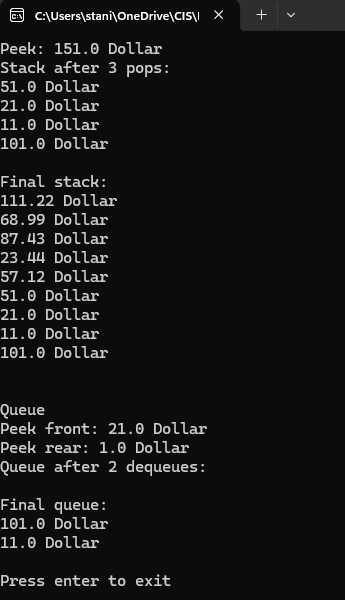 C:\Users\stani\OneDrive\CIS\
Peek: 151.0 Dollar
Stack after 3 pops:
51.0 Dollar
21.0 Dollar
11.0 Dollar
101.0 Dollar
Final stack:
111.22 Dollar
68.99 Dollar
87.43 Dollar
23.44 Dollar
57.12 Dollar
51.0 Dollar
21.0 Dollar
11.0 Dollar
101.0 Dollar
Queue
Peek front: 21.0 Dollar
Peek rear: 1.0 Dollar
Queue after 2 dequeues:
Final queue:
101.0 Dollar
11.0 Dollar
Press enter to exit